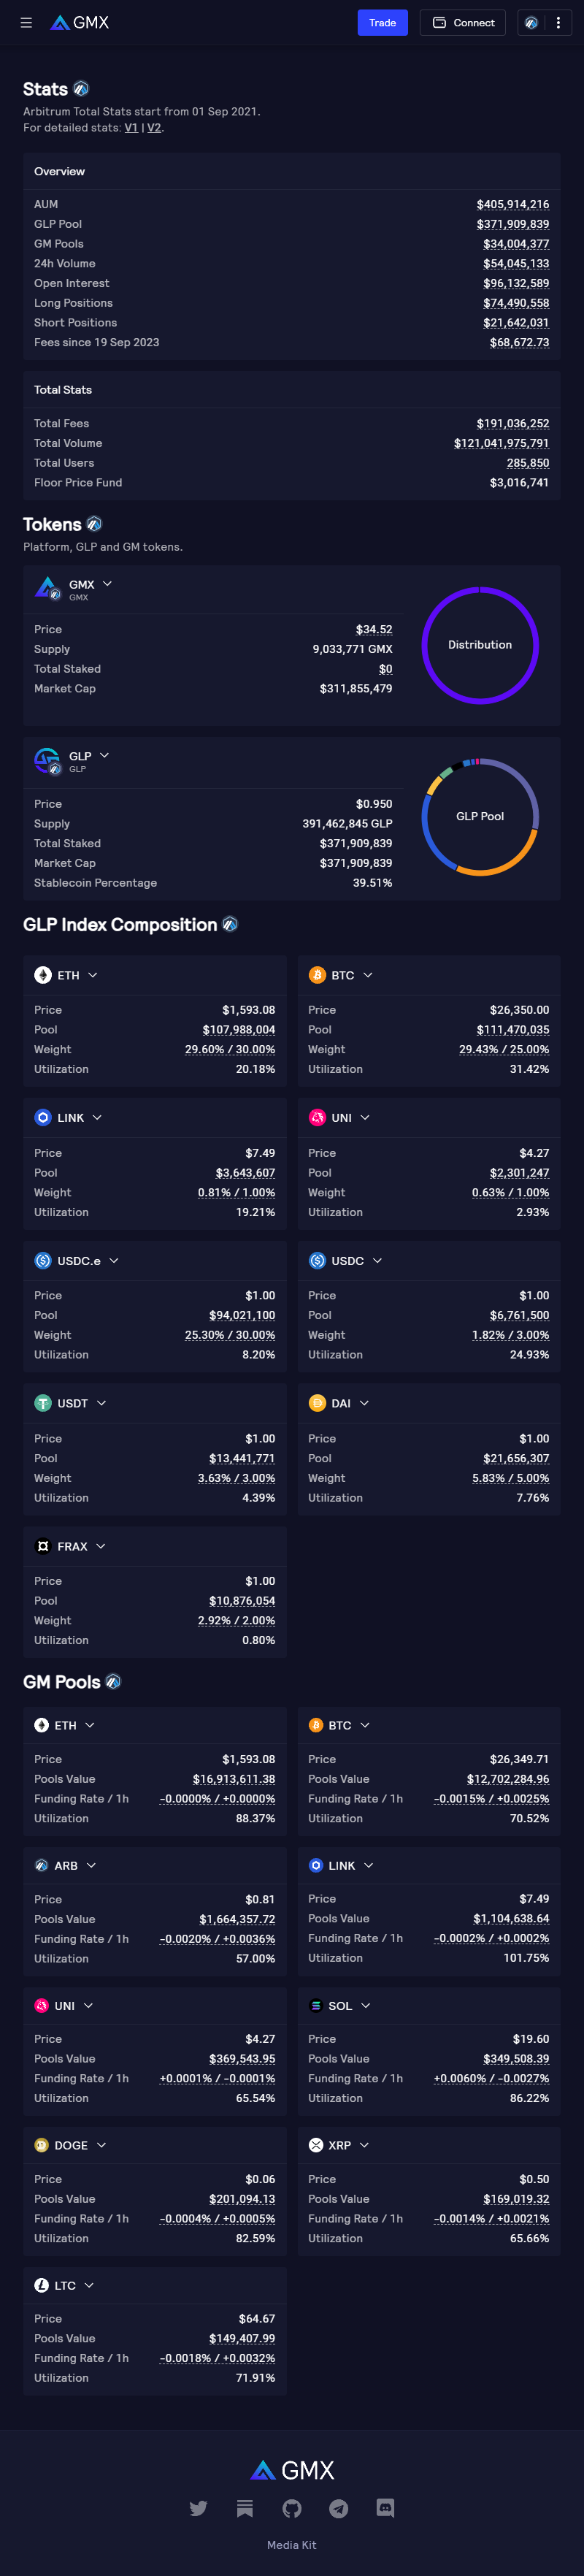 GMX
Trade
Connect
Stats
Arbitrum Total Stats start from 01 Sep 2021.
For detailed stats: V1 | V2.
Overview
AUM $405,914,216
GLP Pool $371,909,839
GM Pools $34,004,377
24h Volume $54,045,133
Open Interest $96,132,589
Long Positions $74,490,558
Short Positions $21,642,031
Fees since 19 Sep 2023 $68,672.73
Total Stats
Total Fees $191,036,252
Total Volume $121,041,975,791
Total Users 285,850
Floor Price Fund $3,016,741
Tokens
Platform, GLP and GM tokens.
GMX
GMX
Price $34.52
Supply 9,033,771 GMX
Total Staked $0
Market Cap $311,855,479
Distribution
GLP
GLP
Price $0.950
Supply 391,462,845 GLP
Total Staked $371,909,839
Market Cap $371,909,839
Stablecoin Percentage 39.51%
GLP Pool
GLP Index Composition
ETH
Price $1,593.08
Pool $107,988,004
Weight 29.60% / 30.00%
Utilization 20.18%
BTC
Price $26,350.00
Pool $111,470,035
Weight 29.43% / 25.00%
Utilization 31.42%
LINK
Price $7.49
Pool $3,643,607
Weight 0.81% / 1.00%
Utilization 19.21%
UNI
Price $4.27
Pool $2,301,247
Weight 0.63% / 1.00%
Utilization 2.93%
USDC.e
Price $1.00
Pool $94,021,100
Weight 25.30% / 30.00%
Utilization 8.20%
USDC
Price $1.00
Pool $6,761,500
Weight 1.82% / 3.00%
Utilization 24.93%
USDT
Price $1.00
Pool $13,441,771
Weight 3.63% / 3.00%
Utilization 4.39%
DAI
Price $1.00
Pool $21,656,307
Weight 5.83% / 5.00%
Utilization 7.76%
FRAX
Price $1.00
Pool $10,876,054
Weight 2.92% / 2.00%
Utilization 0.80%
GM Pools
ETH
Price $1,593.08
Pools Value $16,913,611.38
Funding Rate / 1h -0.0000% / +0.0000%
Utilization 88.37%
BTC
Price $26,349.71
Pools Value $12,702,284.96
Funding Rate / 1h -0.0015% / +0.0025%
Utilization 70.52%
ARB
Price $0.81
Pools Value $1,664,357.72
Funding Rate / 1h -0.0020% / +0.0036%
Utilization 57.00%
LINK
Price $7.49
Pools Value $1,104,638.64
Funding Rate / 1h -0.0002% / +0.0002%
Utilization 101.75%
UNI
Price $4.27
Pools Value $369,543.95
Funding Rate / 1h +0.0001% / -0.0001%
Utilization 65.54%
SOL
Price $19.60
Pools Value $349,508.39
Funding Rate / 1h +0.0060% / -0.0027%
Utilization 86.22%
DOGE
Price $0.06
Pools Value $201,094.13
Funding Rate / 1h -0.0004% / +0.0005%
Utilization 82.59%
XRP
Price $0.50
Pools Value $169,019.32
Funding Rate / 1h -0.0014% / +0.0021%
Utilization 65.66%
LTC
Price $64.67
Pools Value $149,407.99
Funding Rate / 1h -0.0018% / +0.0032%
Utilization 71.91%
GMX
Media Kit